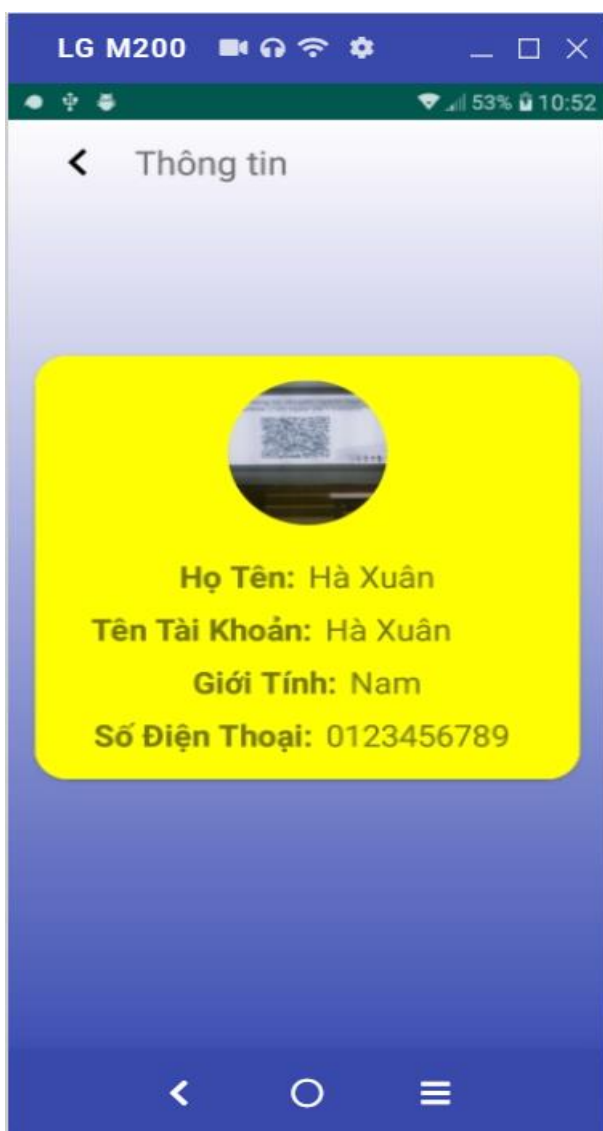 LG M200
53% 10:52
Thông tin
Họ Tên: Hà Xuân
Tên Tài Khoản: Hà Xuân
Giới Tính: Nam
Số Điện Thoại: 0123456789